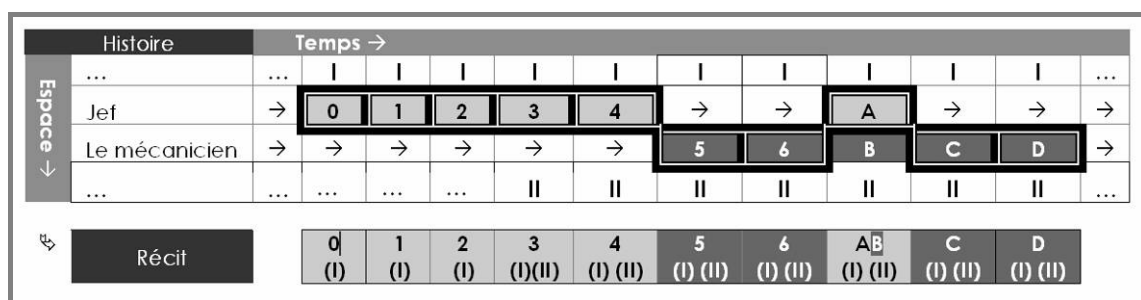 Histoire Temps →
... ... I I I I I I I I I I ...
Espace →
Jef → 0 1 2 3 4 → → A → → →
Le mécanicien → → → → → → 5 6 B C D →
... ... ... ... ... II II II II II II II ...
Récit 0 1 2 3 4 5 6 AB C D
(I) (I) (I) (I)(II) (I) (II) (I) (II) (I) (II) (I) (II) (I) (II) (I) (II)